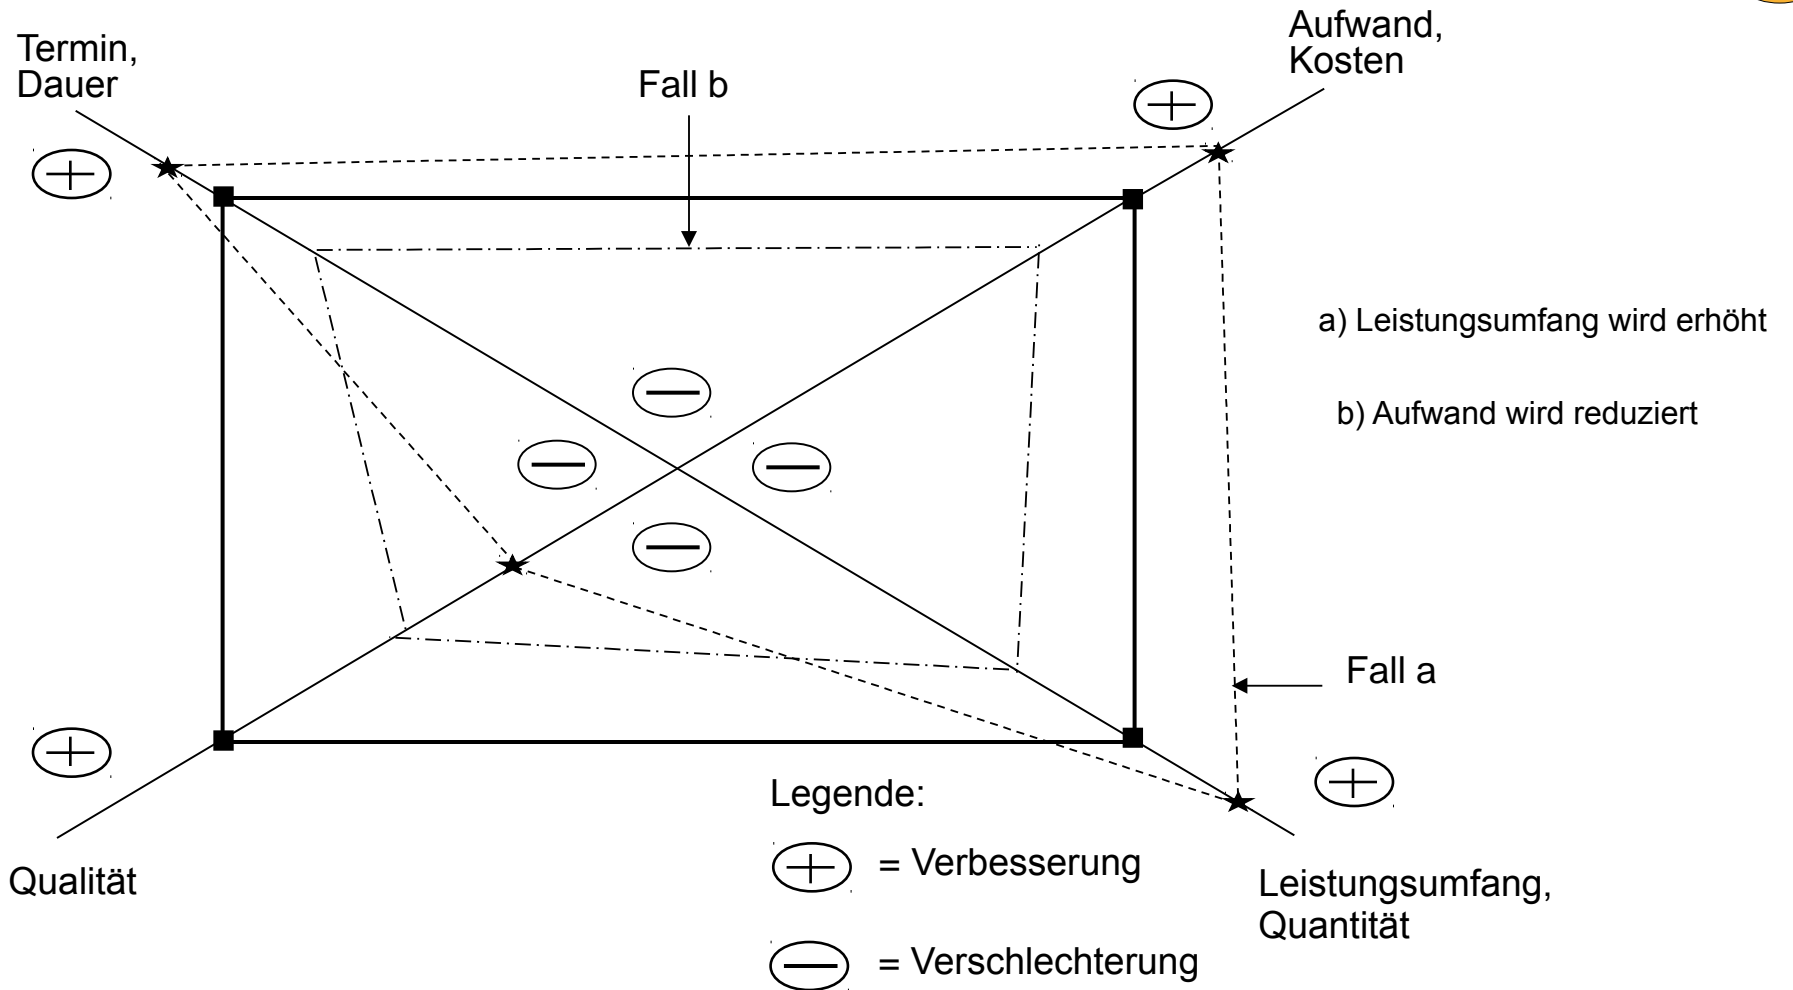 Termin,
Dauer
Fall b
Aufwand,
Kosten
a) Leistungsumfang wird erhöht
b) Aufwand wird reduziert
Fall a
Qualität
Legende:
= Verbesserung
= Verschlechterung
Leistungsumfang,
Quantität